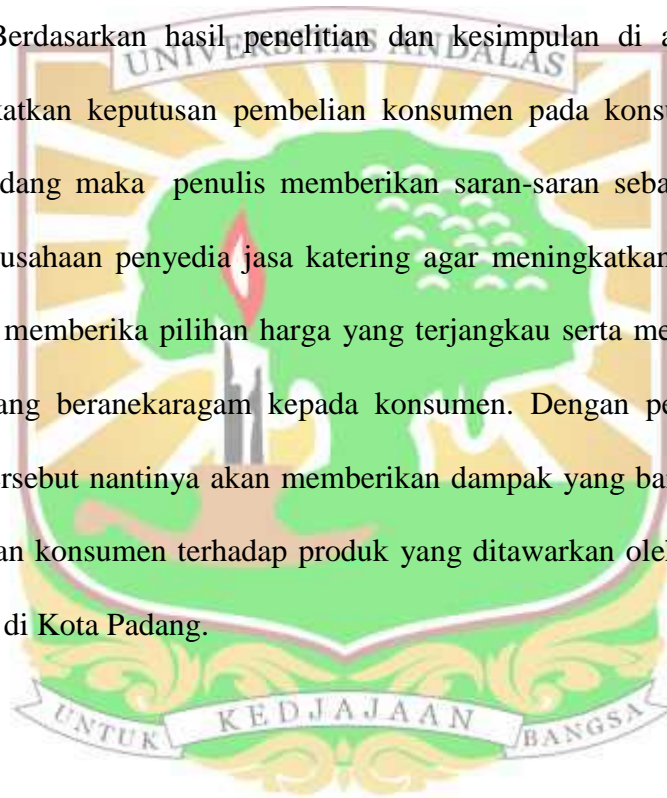 Berdasarkan hasil penelitian dan kesimpulan di a
UNIVERSITAS ANDALAS
katkan keputusan pembelian konsumen pada konsu
dang maka penulis memberikan saran-saran seba
usahaan penyedia jasa katering agar meningkatkan
memberika pilihan harga yang terjangkau serta me
ang beranekaragam kepada konsumen. Dengan pe
ersebut nantinya akan memberikan dampak yang ba
an konsumen terhadap produk yang ditawarkan oleh
di Kota Padang.
UNTUK KEDJAJAAN BANGSA